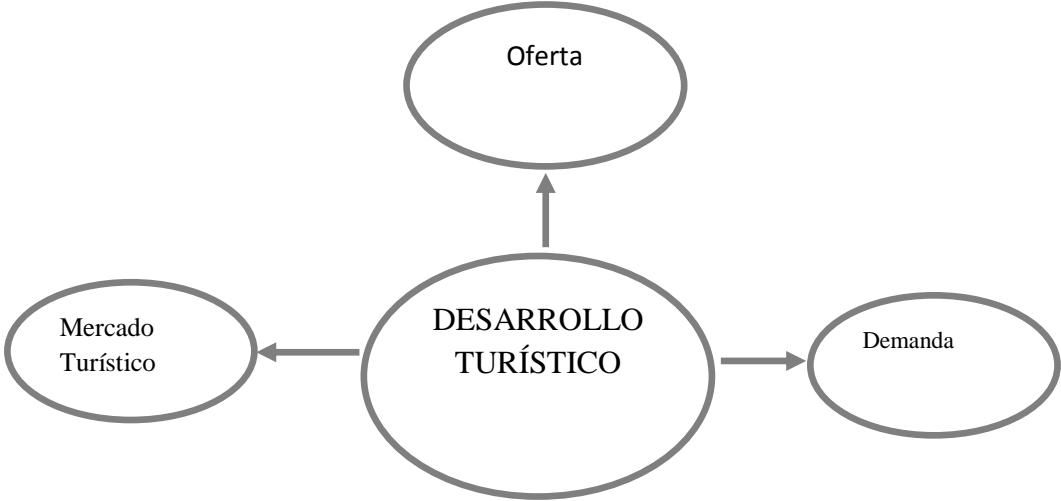 Oferta
DESARROLLO
TURÍSTICO
Mercado
Turístico
Demanda